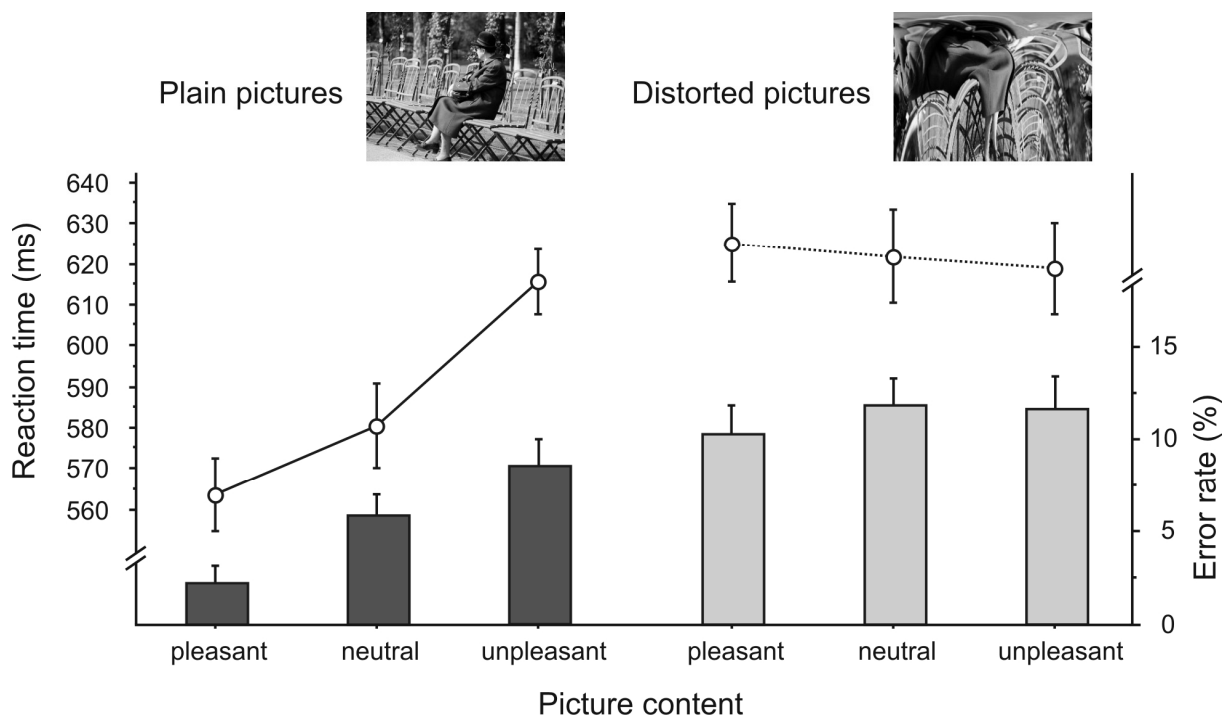 Plain pictures
Distorted pictures
Reaction time (ms)
640
630
620
610
600
590
580
570
560
15
10
5
0
Error rate (%)
pleasant neutral unpleasant pleasant neutral unpleasant
Picture content